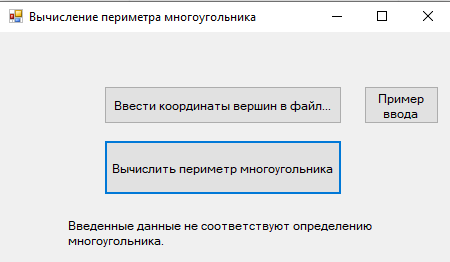 Вычисление периметра многоугольника
Ввести координаты вершин в файл...
Пример
ввода
Вычислить периметр многоугольника
Введенные данные не соответствуют определению
многоугольника.